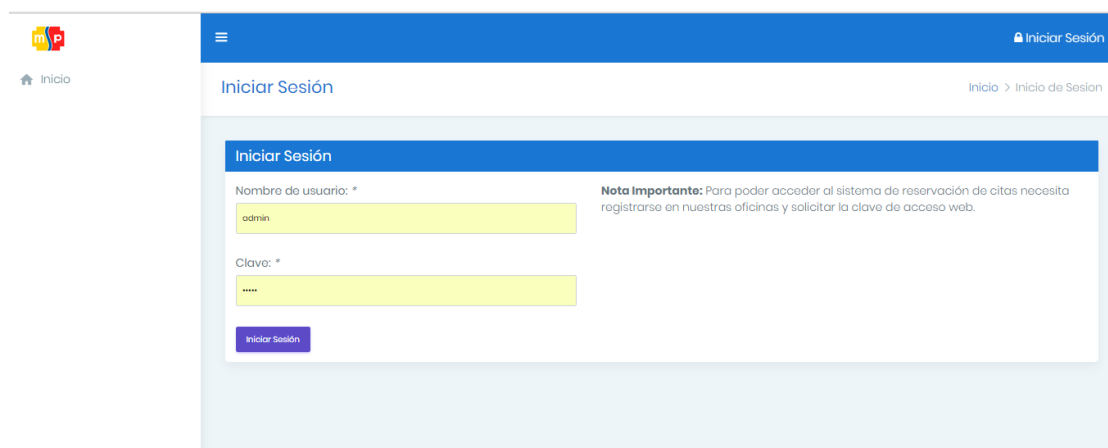 mp
Iniciar Sesión
Inicio
Iniciar Sesión
Inicio > Inicio de Sesion
Iniciar Sesión
Nombre de usuario: *
admin
Nota Importante: Para poder acceder al sistema de reservación de citas necesita
registrarse en nuestras oficinas y solicitar la clave de acceso web.
Clave: *
•••••
Iniciar Sesión